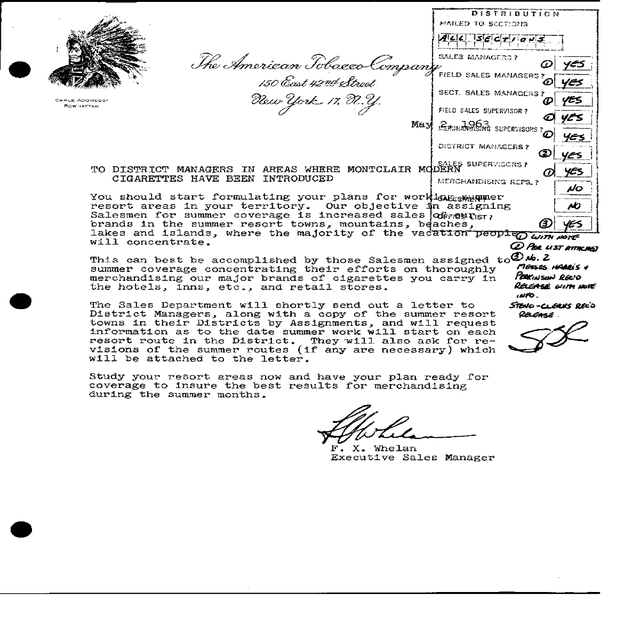 CABLE ADDRESS-
POWHATTAN
The American Tobacco Company
150 East 42nd Street
New York 17, N.Y.
May 2, 1963
DISTRIBUTION
MAILED TO SECTIONS
ALL SECTIONS
SALES MANAGERS? ① YES
FIELD SALES MANAGERS? ① YES
SECT. SALES MANAGERS? ① YES
FIELD SALES SUPERVISOR? ① YES
MERCHANDISING SUPERVISORS? ① YES
DISTRICT MANAGERS? ② YES
SALES SUPERVISORS? ① YES
MERCHANDISING REPS.? NO
SALESMEN? NO
OFFICE LIST? ③ YES
① WITH NOTE
② PER LIST ATTACHED
③ No. 2
MESSRS HARRIS +
PERKINSON REC'D
RELEASE WITH NOTE
INFO.
STENO-CLERKS REC'D
RELEASE.
TO DISTRICT MANAGERS IN AREAS WHERE MONTCLAIR MODERN
CIGARETTES HAVE BEEN INTRODUCED
You should start formulating your plans for working summer
resort areas in your territory. Our objective in assigning
Salesmen for summer coverage is increased sales of our
brands in the summer resort towns, mountains, beaches,
lakes and islands, where the majority of the vacation people
will concentrate.
This can best be accomplished by those Salesmen assigned to
summer coverage concentrating their efforts on thoroughly
merchandising our major brands of cigarettes you carry in
the hotels, inns, etc., and retail stores.
The Sales Department will shortly send out a letter to
District Managers, along with a copy of the summer resort
towns in their Districts by Assignments, and will request
information as to the date summer work will start on each
resort route in the District. They will also ask for re-
visions of the summer routes (if any are necessary) which
will be attached to the letter.
Study your resort areas now and have your plan ready for
coverage to insure the best results for merchandising
during the summer months.
F. X. Whelan
Executive Sales Manager